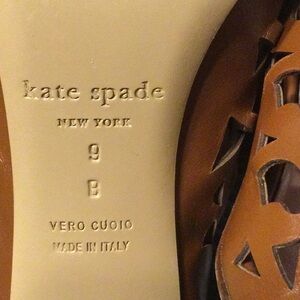 kate spade
NEW YORK
9
B
VERO CUOIO
MADE IN ITALY